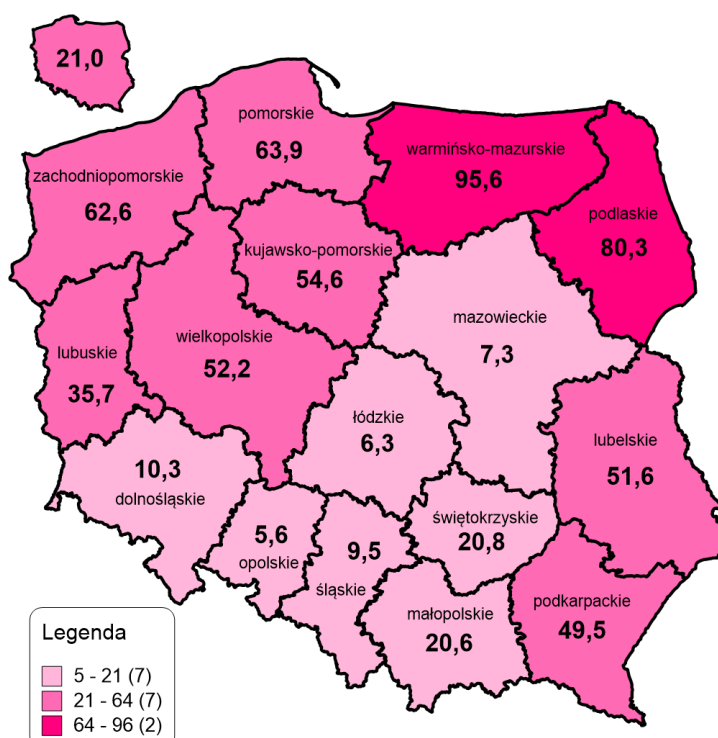 21,0
pomorskie
63,9
warmińsko-mazurskie
95,6
zachodniopomorskie
62,6
podlaskie
80,3
kujawsko-pomorskie
54,6
mazowieckie
7,3
wielkopolskie
52,2
lubuskie
35,7
łódzkie
6,3
lubelskie
51,6
10,3
dolnośląskie
5,6
opolskie
9,5
śląskie
świętokrzyskie
20,8
małopolskie
20,6
podkarpackie
49,5
Legenda
5 - 21 (7)
21 - 64 (7)
64 - 96 (2)